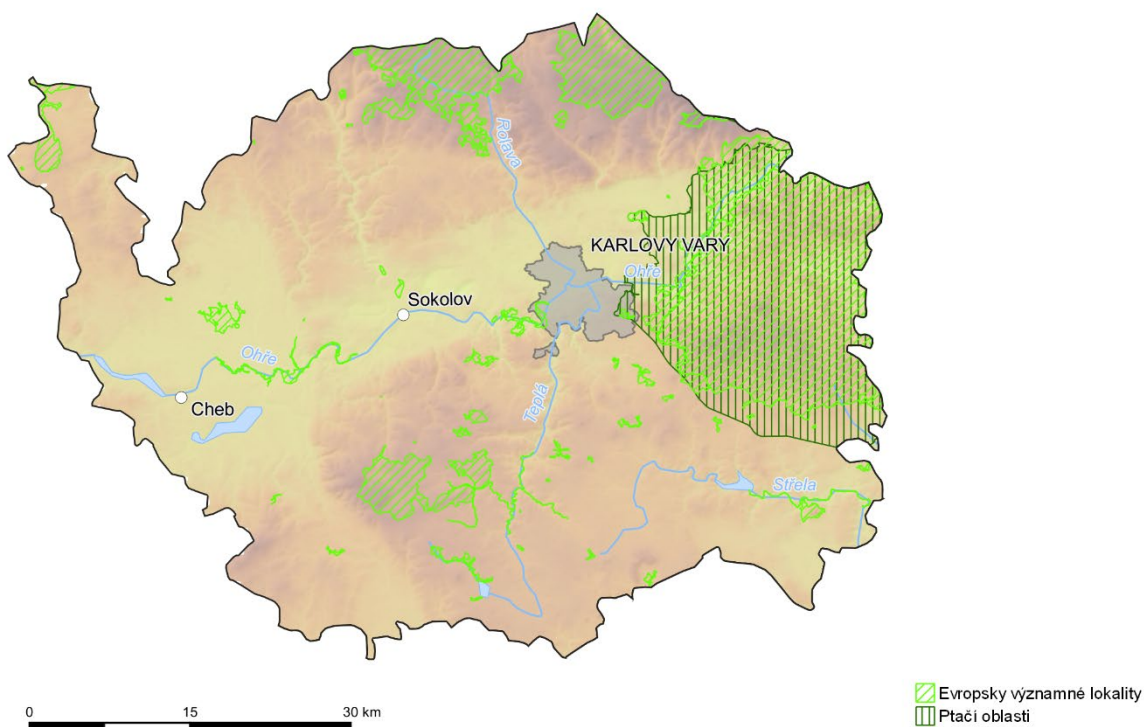 Rolava
KARLOVY VARY
Ohře
Sokolov
Ohře
Cheb
Teplá
Střela
0 15 30 km
Evropsky významné lokality
Ptačí oblasti